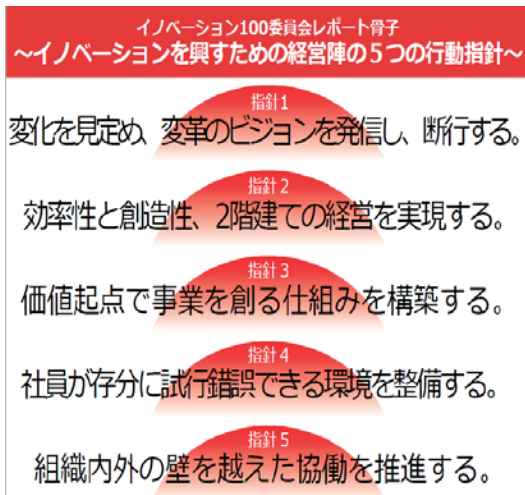 イノベーション100委員会レポート骨子
～イノベーションを興すための経営陣の５つの行動指針～
指針1
変化を見定め、変革のビジョンを発信し、断行する。
指針2
効率性と創造性、2階建ての経営を実現する。
指針3
価値起点で事業を創る仕組みを構築する。
指針4
社員が存分に試行錯誤できる環境を整備する。
指針5
組織内外の壁を越えた協働を推進する。